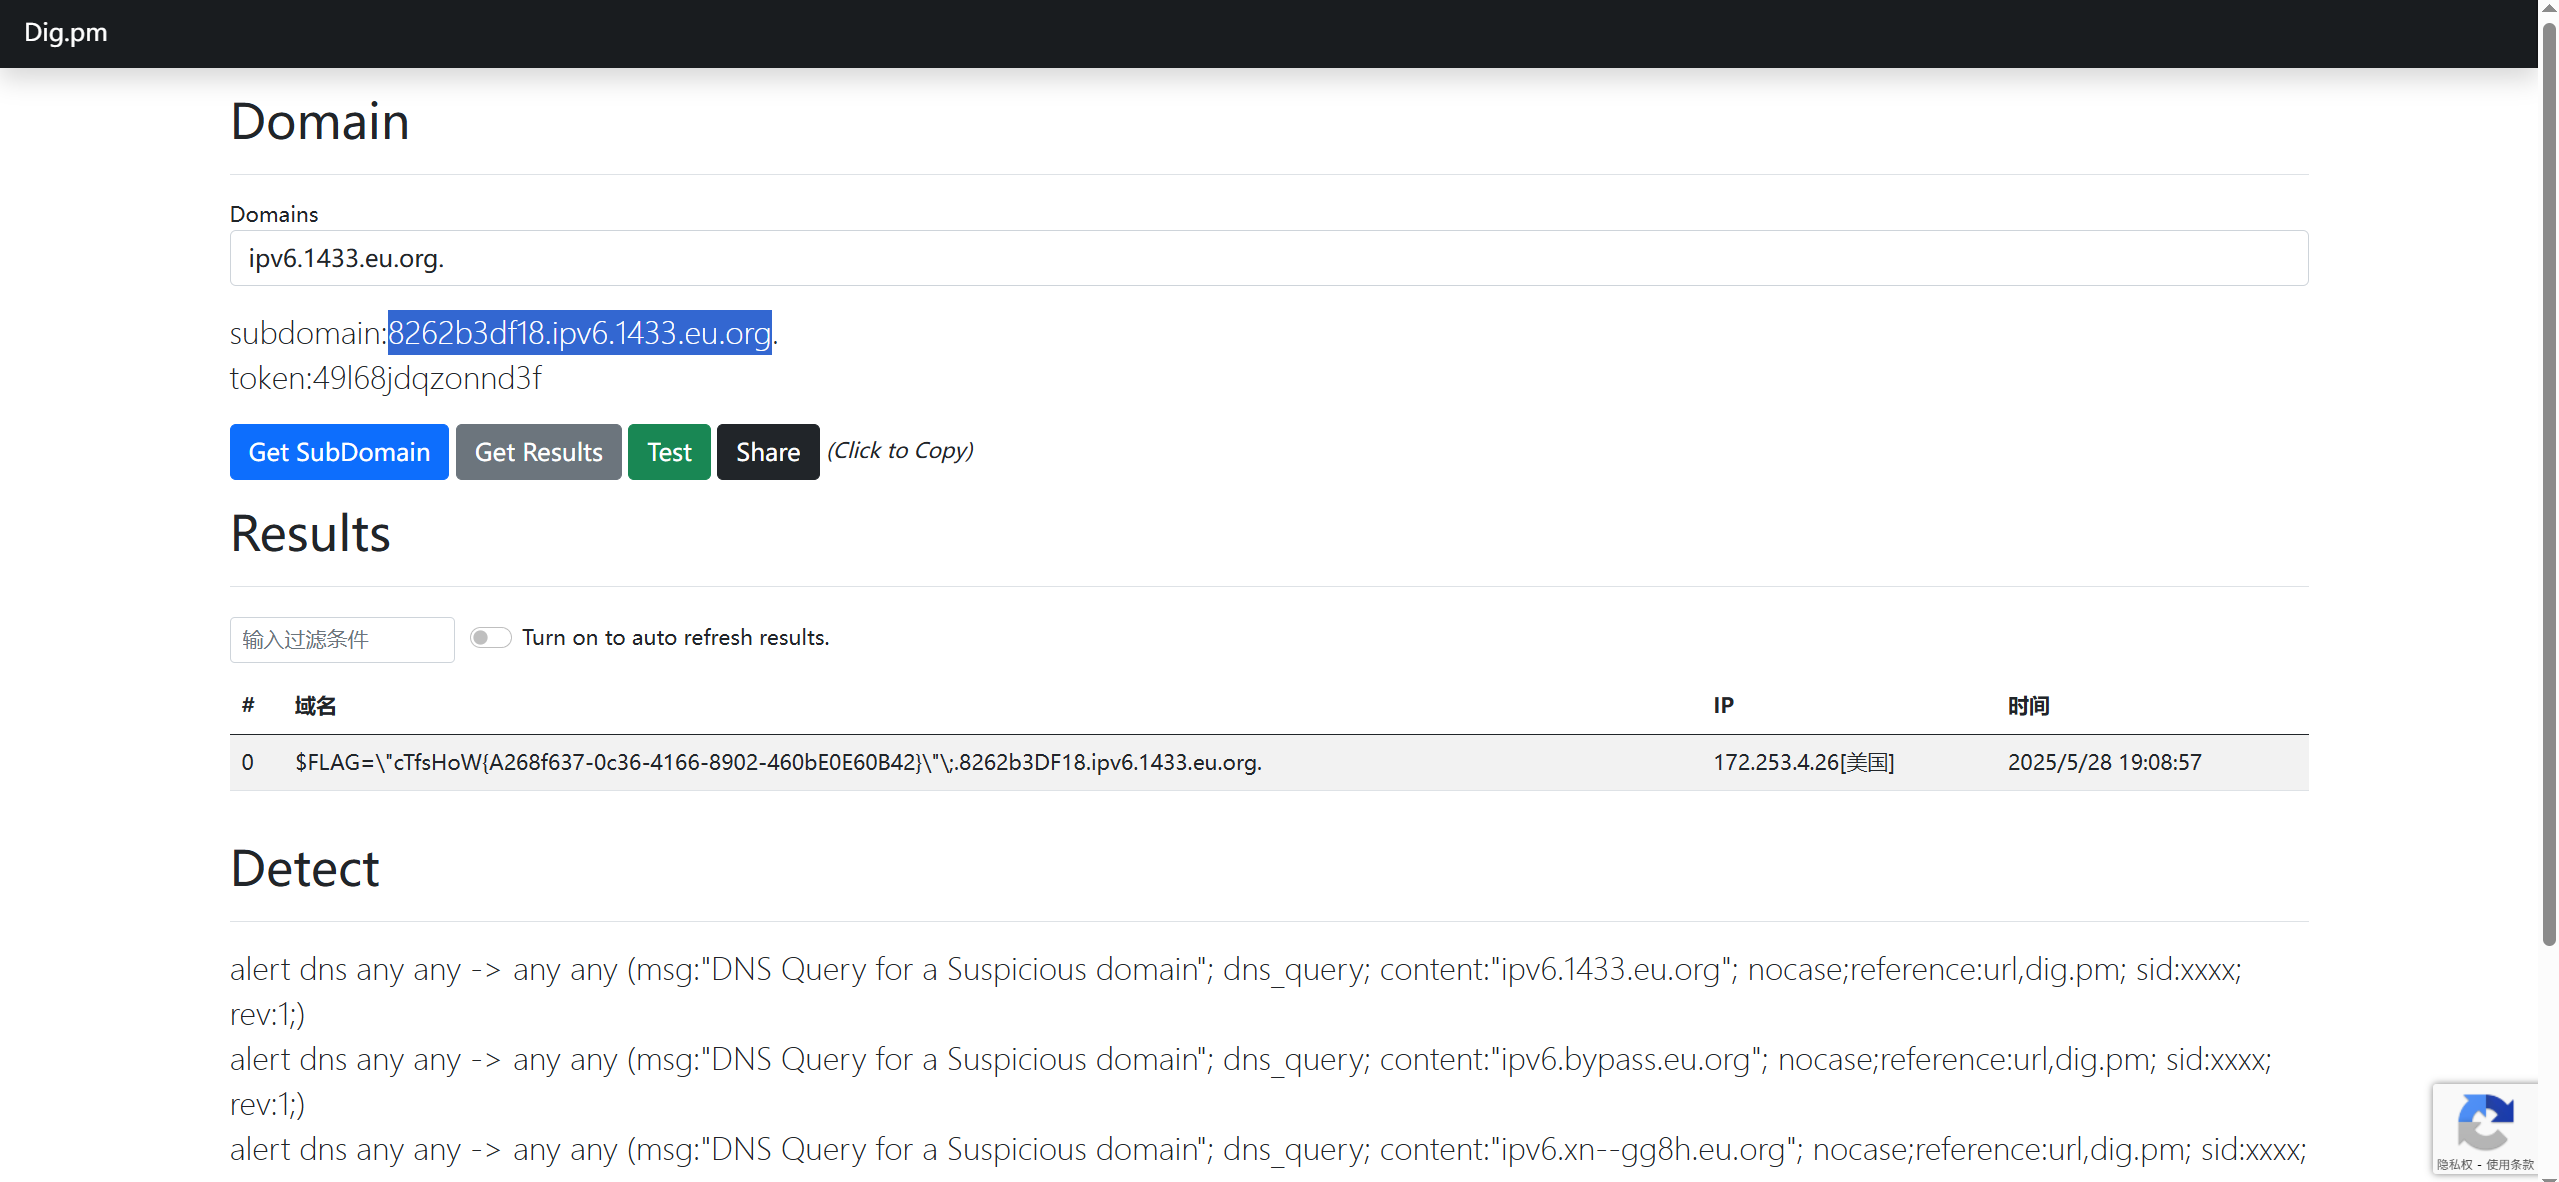 Dig.pm
Domain
Domains
ipv6.1433.eu.org.
subdomain:8262b3df18.ipv6.1433.eu.org.
token:49l68jdqzonnd3f
Get SubDomain Get Results Test Share (Click to Copy)
Results
输入过滤条件 Turn on to auto refresh results.
# 域名 IP 时间
0 $FLAG=\"cTfsHoW{A268f637-0c36-4166-8902-460bE0E60B42}\"\;.8262b3DF18.ipv6.1433.eu.org. 172.253.4.26[美国] 2025/5/28 19:08:57
Detect
alert dns any any -> any any (msg:"DNS Query for a Suspicious domain"; dns_query; content:"ipv6.1433.eu.org"; nocase;reference:url,dig.pm; sid:xxxx;
rev:1;)
alert dns any any -> any any (msg:"DNS Query for a Suspicious domain"; dns_query; content:"ipv6.bypass.eu.org"; nocase;reference:url,dig.pm; sid:xxxx;
rev:1;)
alert dns any any -> any any (msg:"DNS Query for a Suspicious domain"; dns_query; content:"ipv6.xn--gg8h.eu.org"; nocase;reference:url,dig.pm; sid:xxxx;
隐私权 - 使用条款